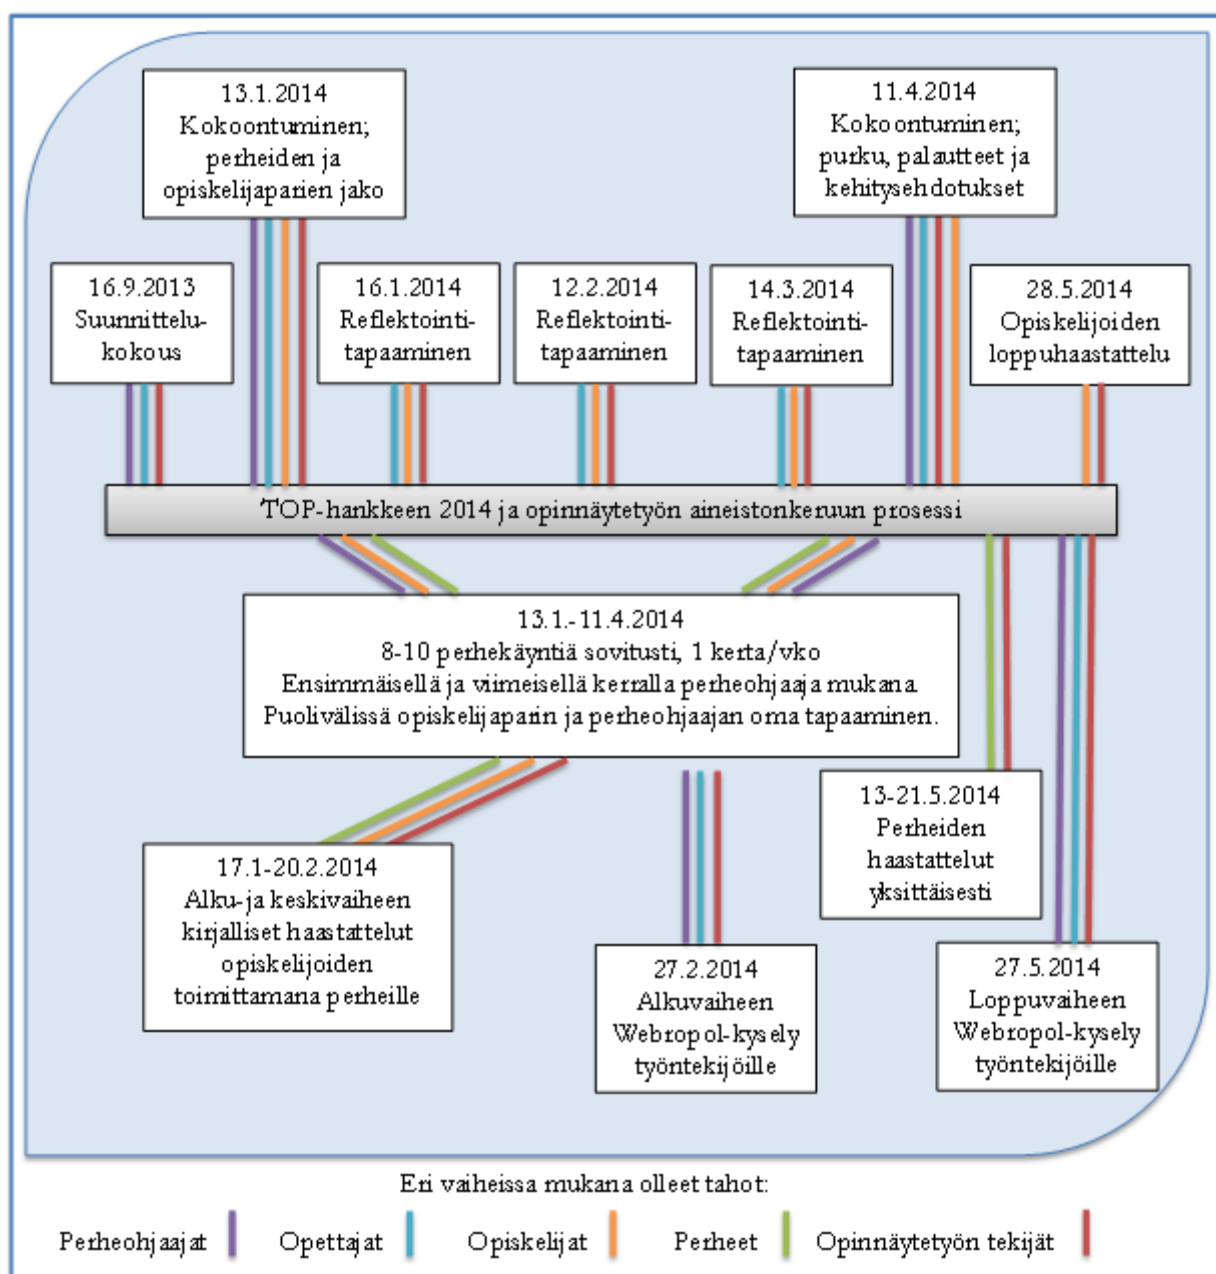 13.1.2014
Kokoontuminen;
perheiden ja
opiskelijaparien jako
11.4.2014
Kokoontuminen;
purku, palautteet ja
kehitysehdotukset
16.9.2013
Suunnittelu-
kokous
16.1.2014
Reflektointi-
tapaaminen
12.2.2014
Reflektointi-
tapaaminen
14.3.2014
Reflektointi-
tapaaminen
28.5.2014
Opiskelijoiden
loppuhaastattelu
TOP-hankkeen 2014 ja opinnäytetyön aineistonkeruun prosessi
13.1.-11.4.2014
8-10 perhekäyntiä sovitusti, 1 kerta/vko
Ensimmäisellä ja viimeisellä kerralla perheohjaaja mukana.
Puolivälissä opiskelijaparin ja perheohjaajan oma tapaaminen.
17.1-20.2.2014
Alku-ja keskivaiheen
kirjalliset haastattelut
opiskelijoiden
toimittamana perheille
27.2.2014
Alkuvaiheen
Webropol-kysely
työntekijöille
13-21.5.2014
Perheiden
haastattelut
yksittäisesti
27.5.2014
Loppuvaiheen
Webropol-kysely
työntekijöille
Eri vaiheissa mukana olleet tahot:
Perheohjaajat Opettajat Opiskelijat Perheet Opinnäytetyön tekijät